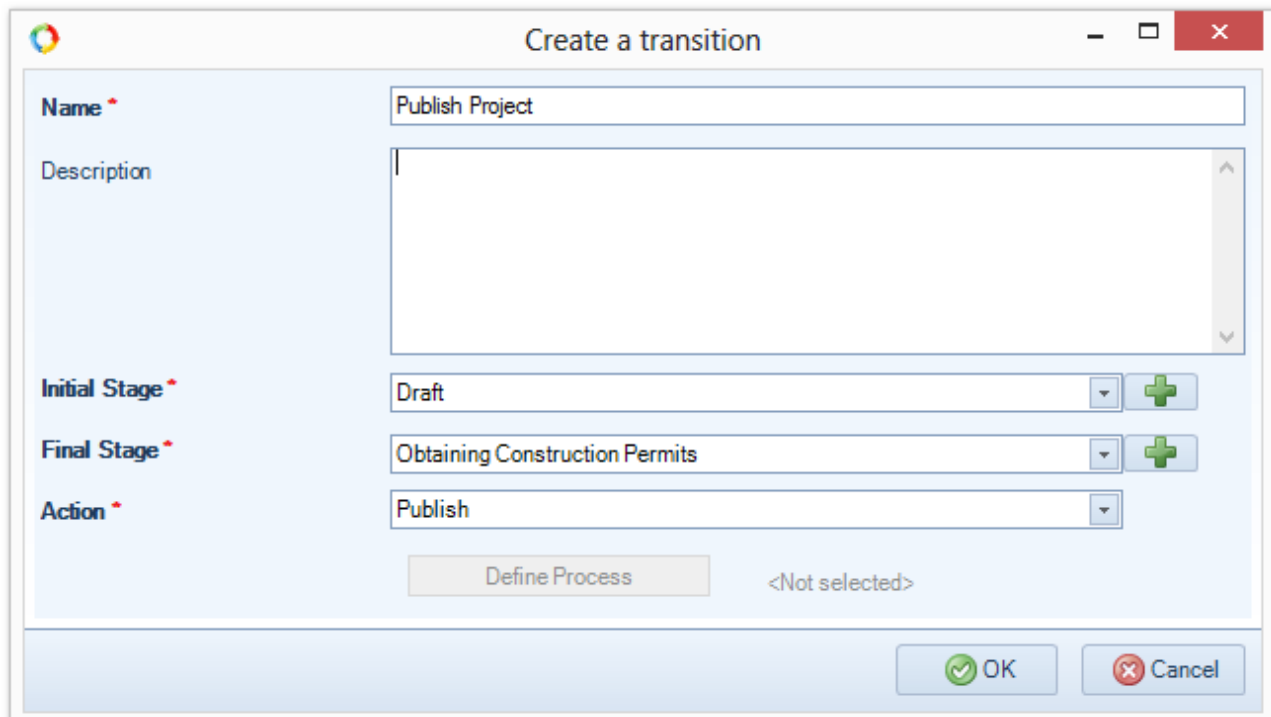 Create a transition
Name * Publish Project
Description
Initial Stage * Draft
Final Stage * Obtaining Construction Permits
Action * Publish
Define Process <Not selected>
OK Cancel